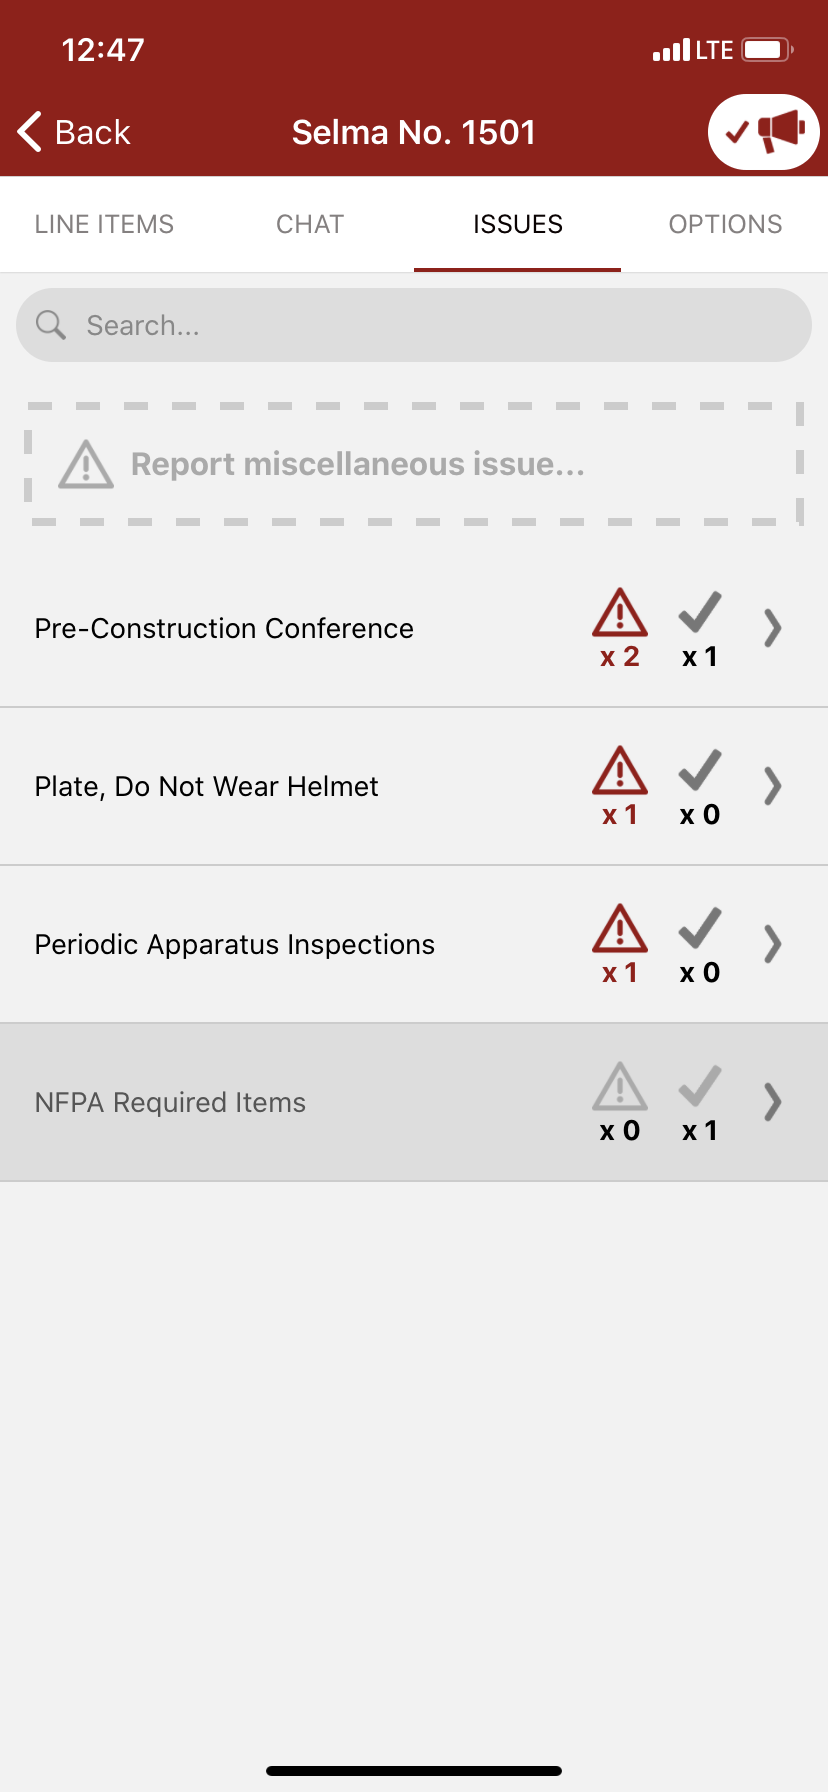 12:47
LTE
Back
Selma No. 1501
LINE ITEMS
CHAT
ISSUES
OPTIONS
Search...
Report miscellaneous issue...
Pre-Construction Conference
x 2
x 1
Plate, Do Not Wear Helmet
x 1
x 0
Periodic Apparatus Inspections
x 1
x 0
NFPA Required Items
x 0
x 1